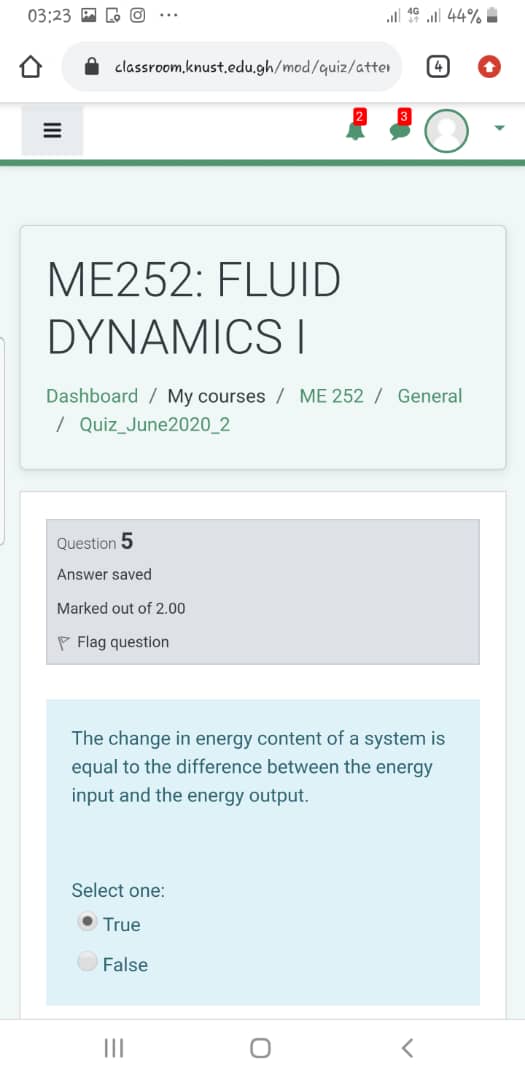 03:23
4G
44%
classroom.knust.edu.gh/mod/quiz/atte
4
2
3
ME252: FLUID
DYNAMICS I
Dashboard / My courses / ME 252 / General
/ Quiz_June2020_2
Question 5
Answer saved
Marked out of 2.00
Flag question
The change in energy content of a system is
equal to the difference between the energy
input and the energy output.
Select one:
True
False